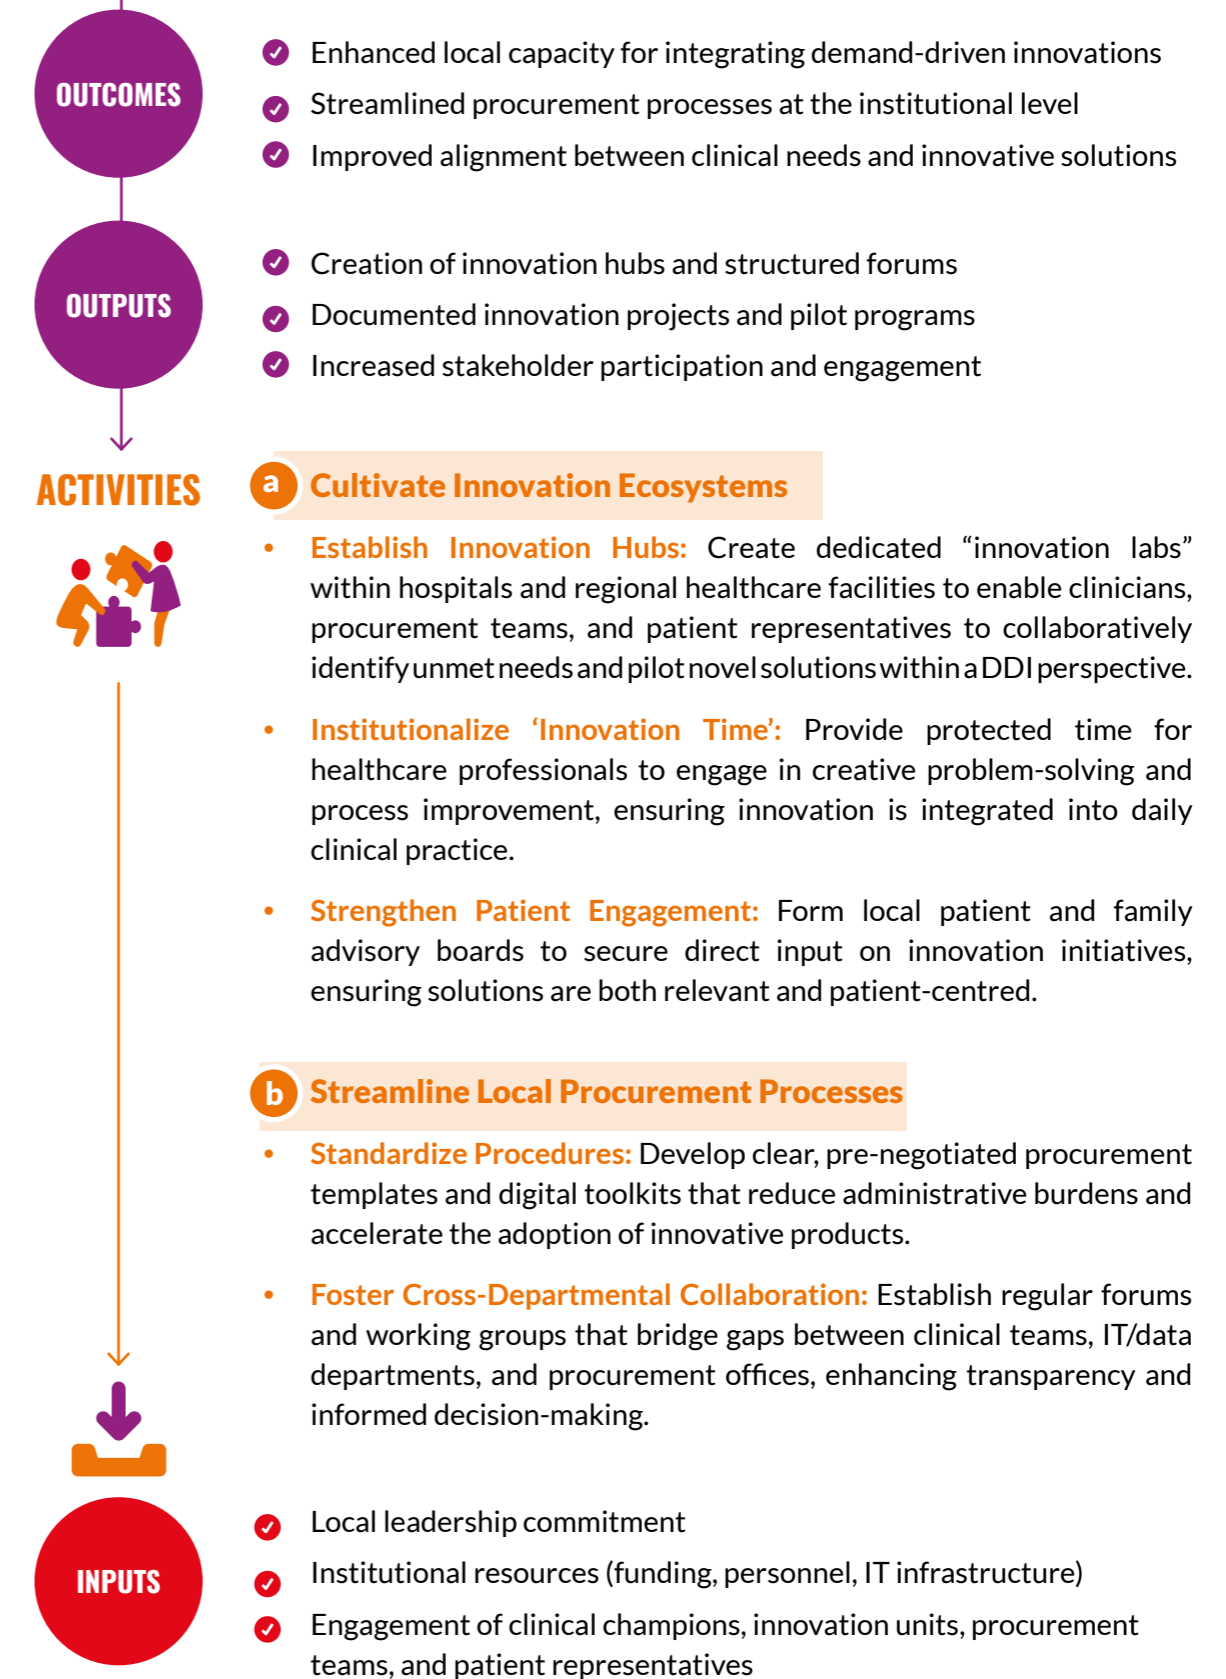 OUTCOMES
Enhanced local capacity for integrating demand-driven innovations
Streamlined procurement processes at the institutional level
Improved alignment between clinical needs and innovative solutions
OUTPUTS
Creation of innovation hubs and structured forums
Documented innovation projects and pilot programs
Increased stakeholder participation and engagement
ACTIVITIES
a Cultivate Innovation Ecosystems
• Establish Innovation Hubs: Create dedicated “innovation labs”
within hospitals and regional healthcare facilities to enable clinicians,
procurement teams, and patient representatives to collaboratively
identify unmet needs and pilot novel solutions within a DDI perspective.
• Institutionalize ‘Innovation Time’: Provide protected time for
healthcare professionals to engage in creative problem-solving and
process improvement, ensuring innovation is integrated into daily
clinical practice.
• Strengthen Patient Engagement: Form local patient and family
advisory boards to secure direct input on innovation initiatives,
ensuring solutions are both relevant and patient-centred.
b Streamline Local Procurement Processes
• Standardize Procedures: Develop clear, pre-negotiated procurement
templates and digital toolkits that reduce administrative burdens and
accelerate the adoption of innovative products.
• Foster Cross-Departmental Collaboration: Establish regular forums
and working groups that bridge gaps between clinical teams, IT/data
departments, and procurement offices, enhancing transparency and
informed decision-making.
INPUTS
Local leadership commitment
Institutional resources (funding, personnel, IT infrastructure)
Engagement of clinical champions, innovation units, procurement
teams, and patient representatives